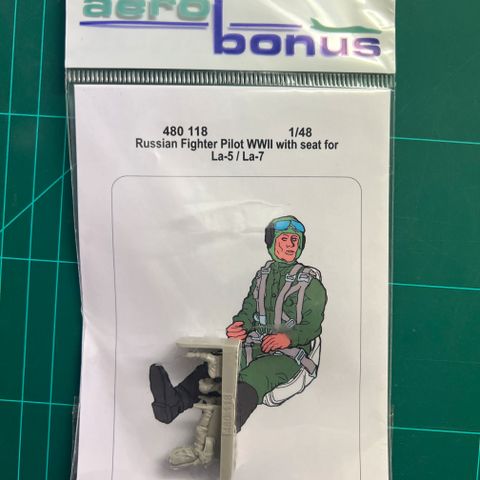 aero
bonus
480 118 1/48
Russian Fighter Pilot WWII with seat for
La-5 / La-7